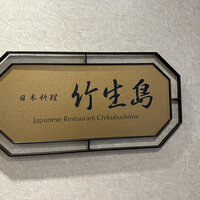 日本料理 竹生島
Japanese Restaurant Chikubushima